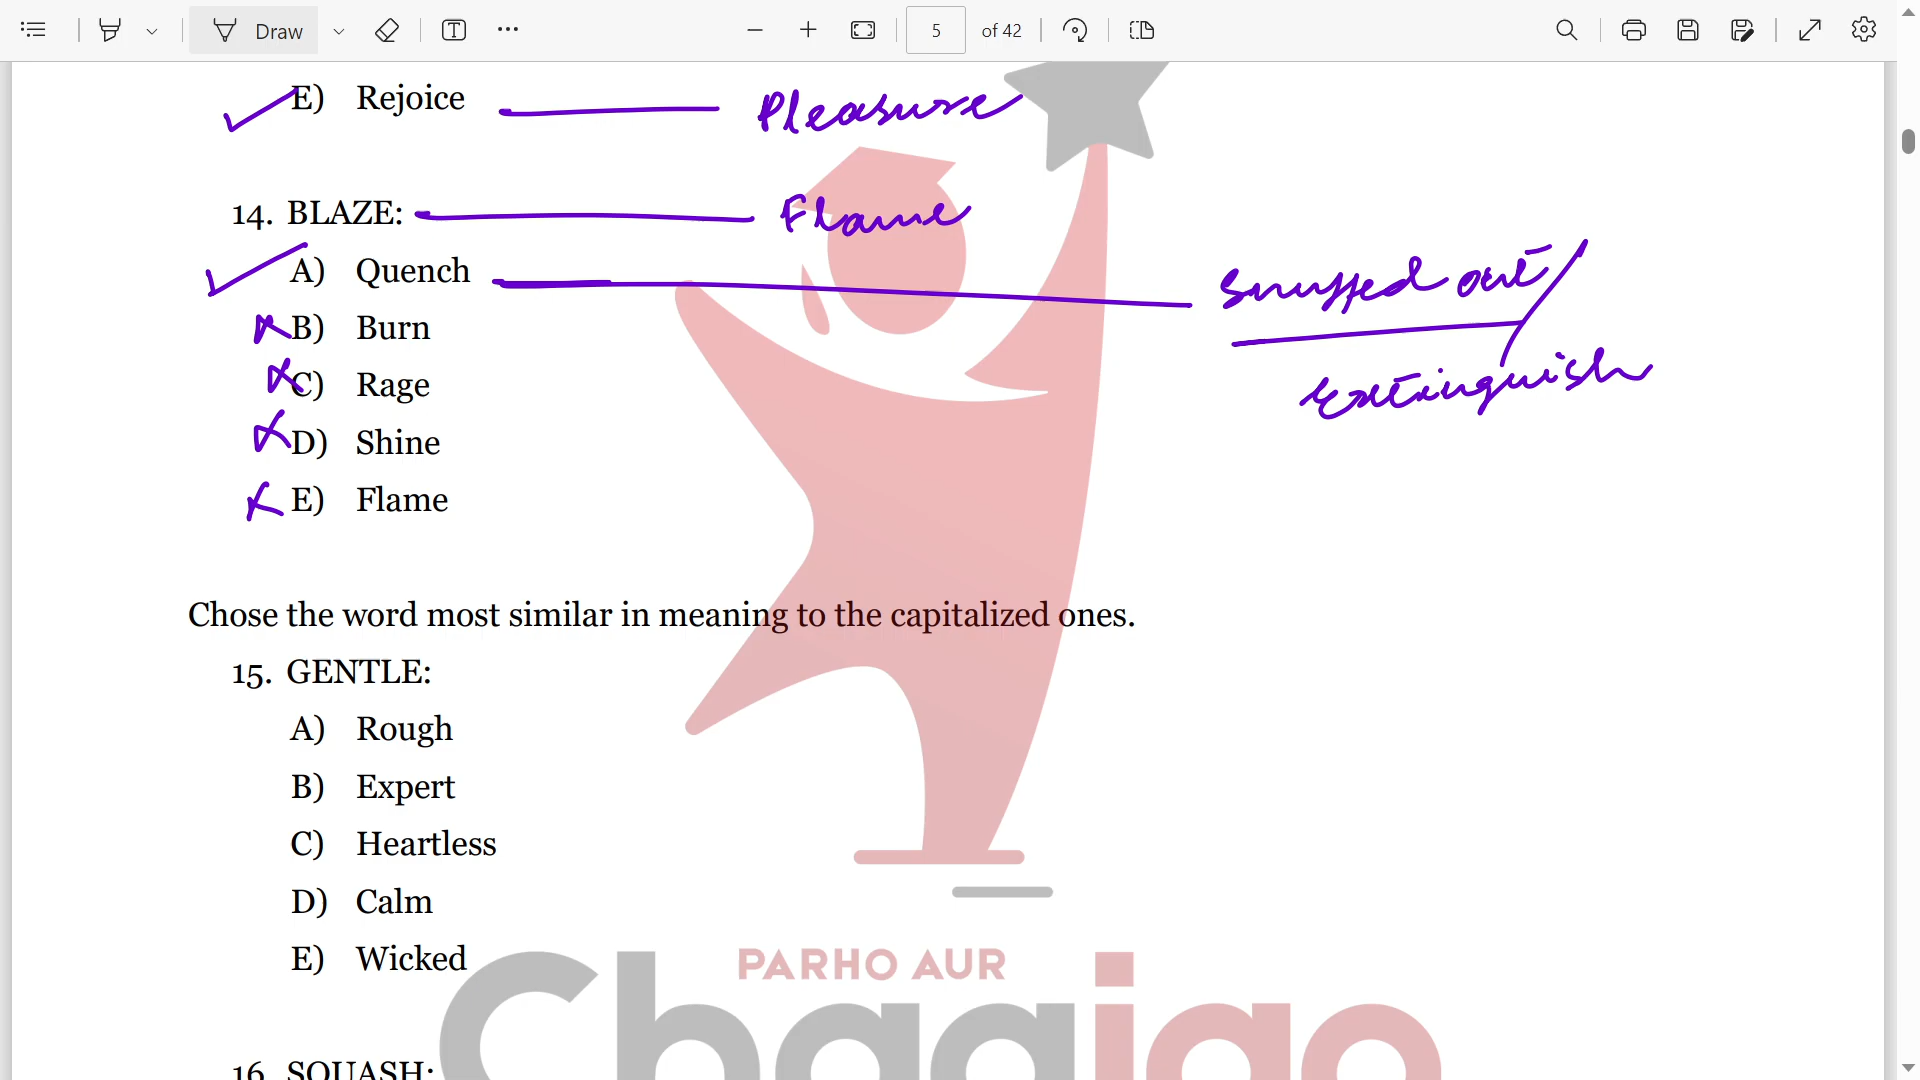 Draw 5 of 42
E) Rejoice Pleasure
14. BLAZE: Flame
A) Quench Snuffed out/
B) Burn
C) Rage extinguish
D) Shine
E) Flame
Chose the word most similar in meaning to the capitalized ones.
15. GENTLE:
A) Rough
B) Expert
C) Heartless
D) Calm
E) Wicked
PARHO AUR
Chaajao
16. SQUASH: